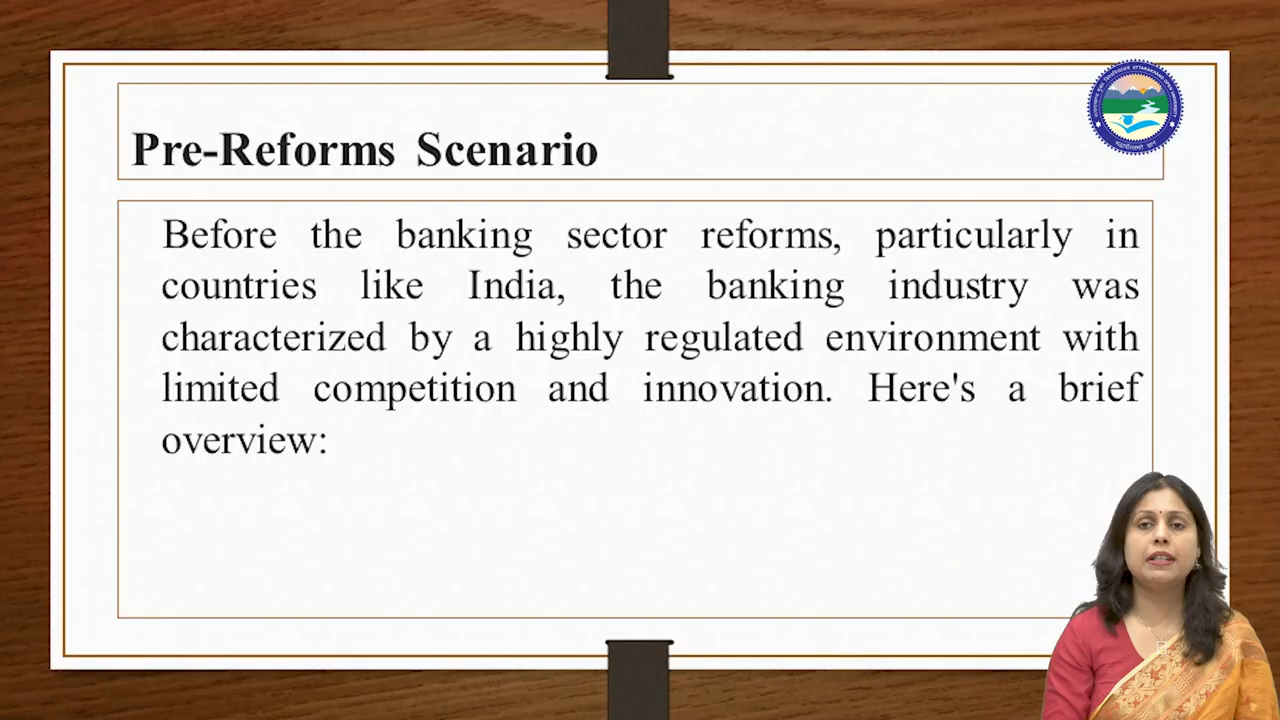 Pre-Reforms Scenario
Before the banking sector reforms, particularly in
countries like India, the banking industry was
characterized by a highly regulated environment with
limited competition and innovation. Here's a brief
overview: